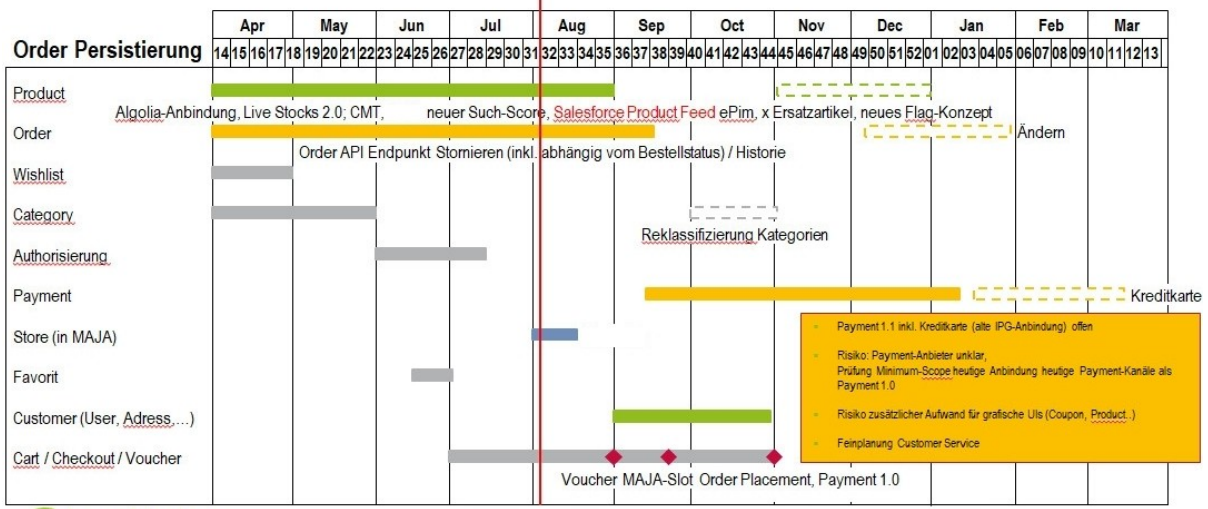 Apr May Jun Jul Aug Sep Oct Nov Dec Jan Feb Mar
Order Persistierung 14 15 16 17 18 19 20 21 22 23 24 25 26 27 28 29 30 31 32 33 34 35 36 37 38 39 40 41 42 43 44 45 46 47 48 49 50 51 52 01 02 03 04 05 06 07 08 09 10 11 12 13
Product
Algolia-Anbindung, Live Stocks 2.0; CMT, neuer Such-Score, Salesforce Product Feed ePim, x Ersatzartikel, neues Flag-Konzept
Order Ändern
Order API Endpunkt Stornieren (inkl. abhängig vom Bestellstatus) / Historie
Wishlist
Category
Reklassifizierung Kategorien
Authorisierung
Payment Kreditkarte
Store (in MAJA)
Favorit
Customer (User, Adress,…)
Cart / Checkout / Voucher
Voucher MAJA-Slot Order Placement, Payment 1.0
Payment 1.1 inkl. Kreditkarte (alte IPG-Anbindung) offen
Risiko: Payment-Anbieter unklar,
Prüfung Minimum-Scope heutige Anbindung heutige Payment-Kanäle als
Payment 1.0
Risiko zusätzlicher Aufwand für grafische UIs (Coupon, Product..)
Feinplanung Customer Service